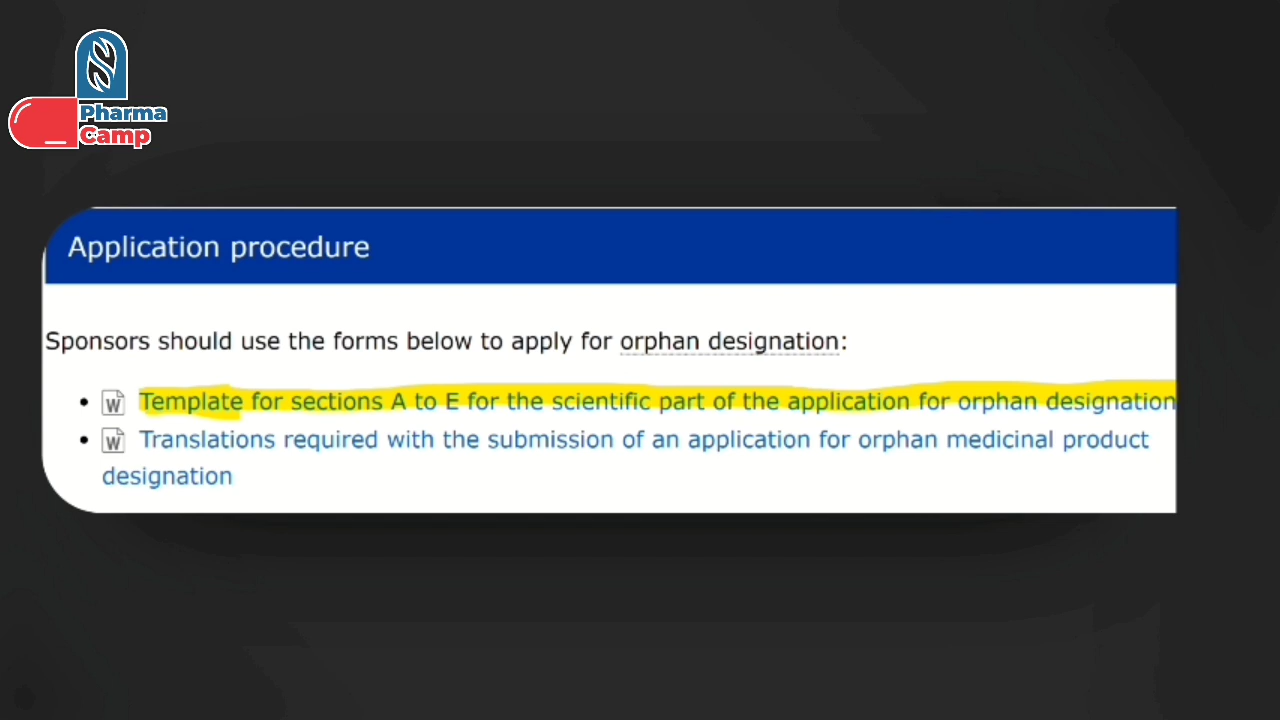 Pharma
Camp
Application procedure
Sponsors should use the forms below to apply for orphan designation:
• Template for sections A to E for the scientific part of the application for orphan designation
• Translations required with the submission of an application for orphan medicinal product
designation